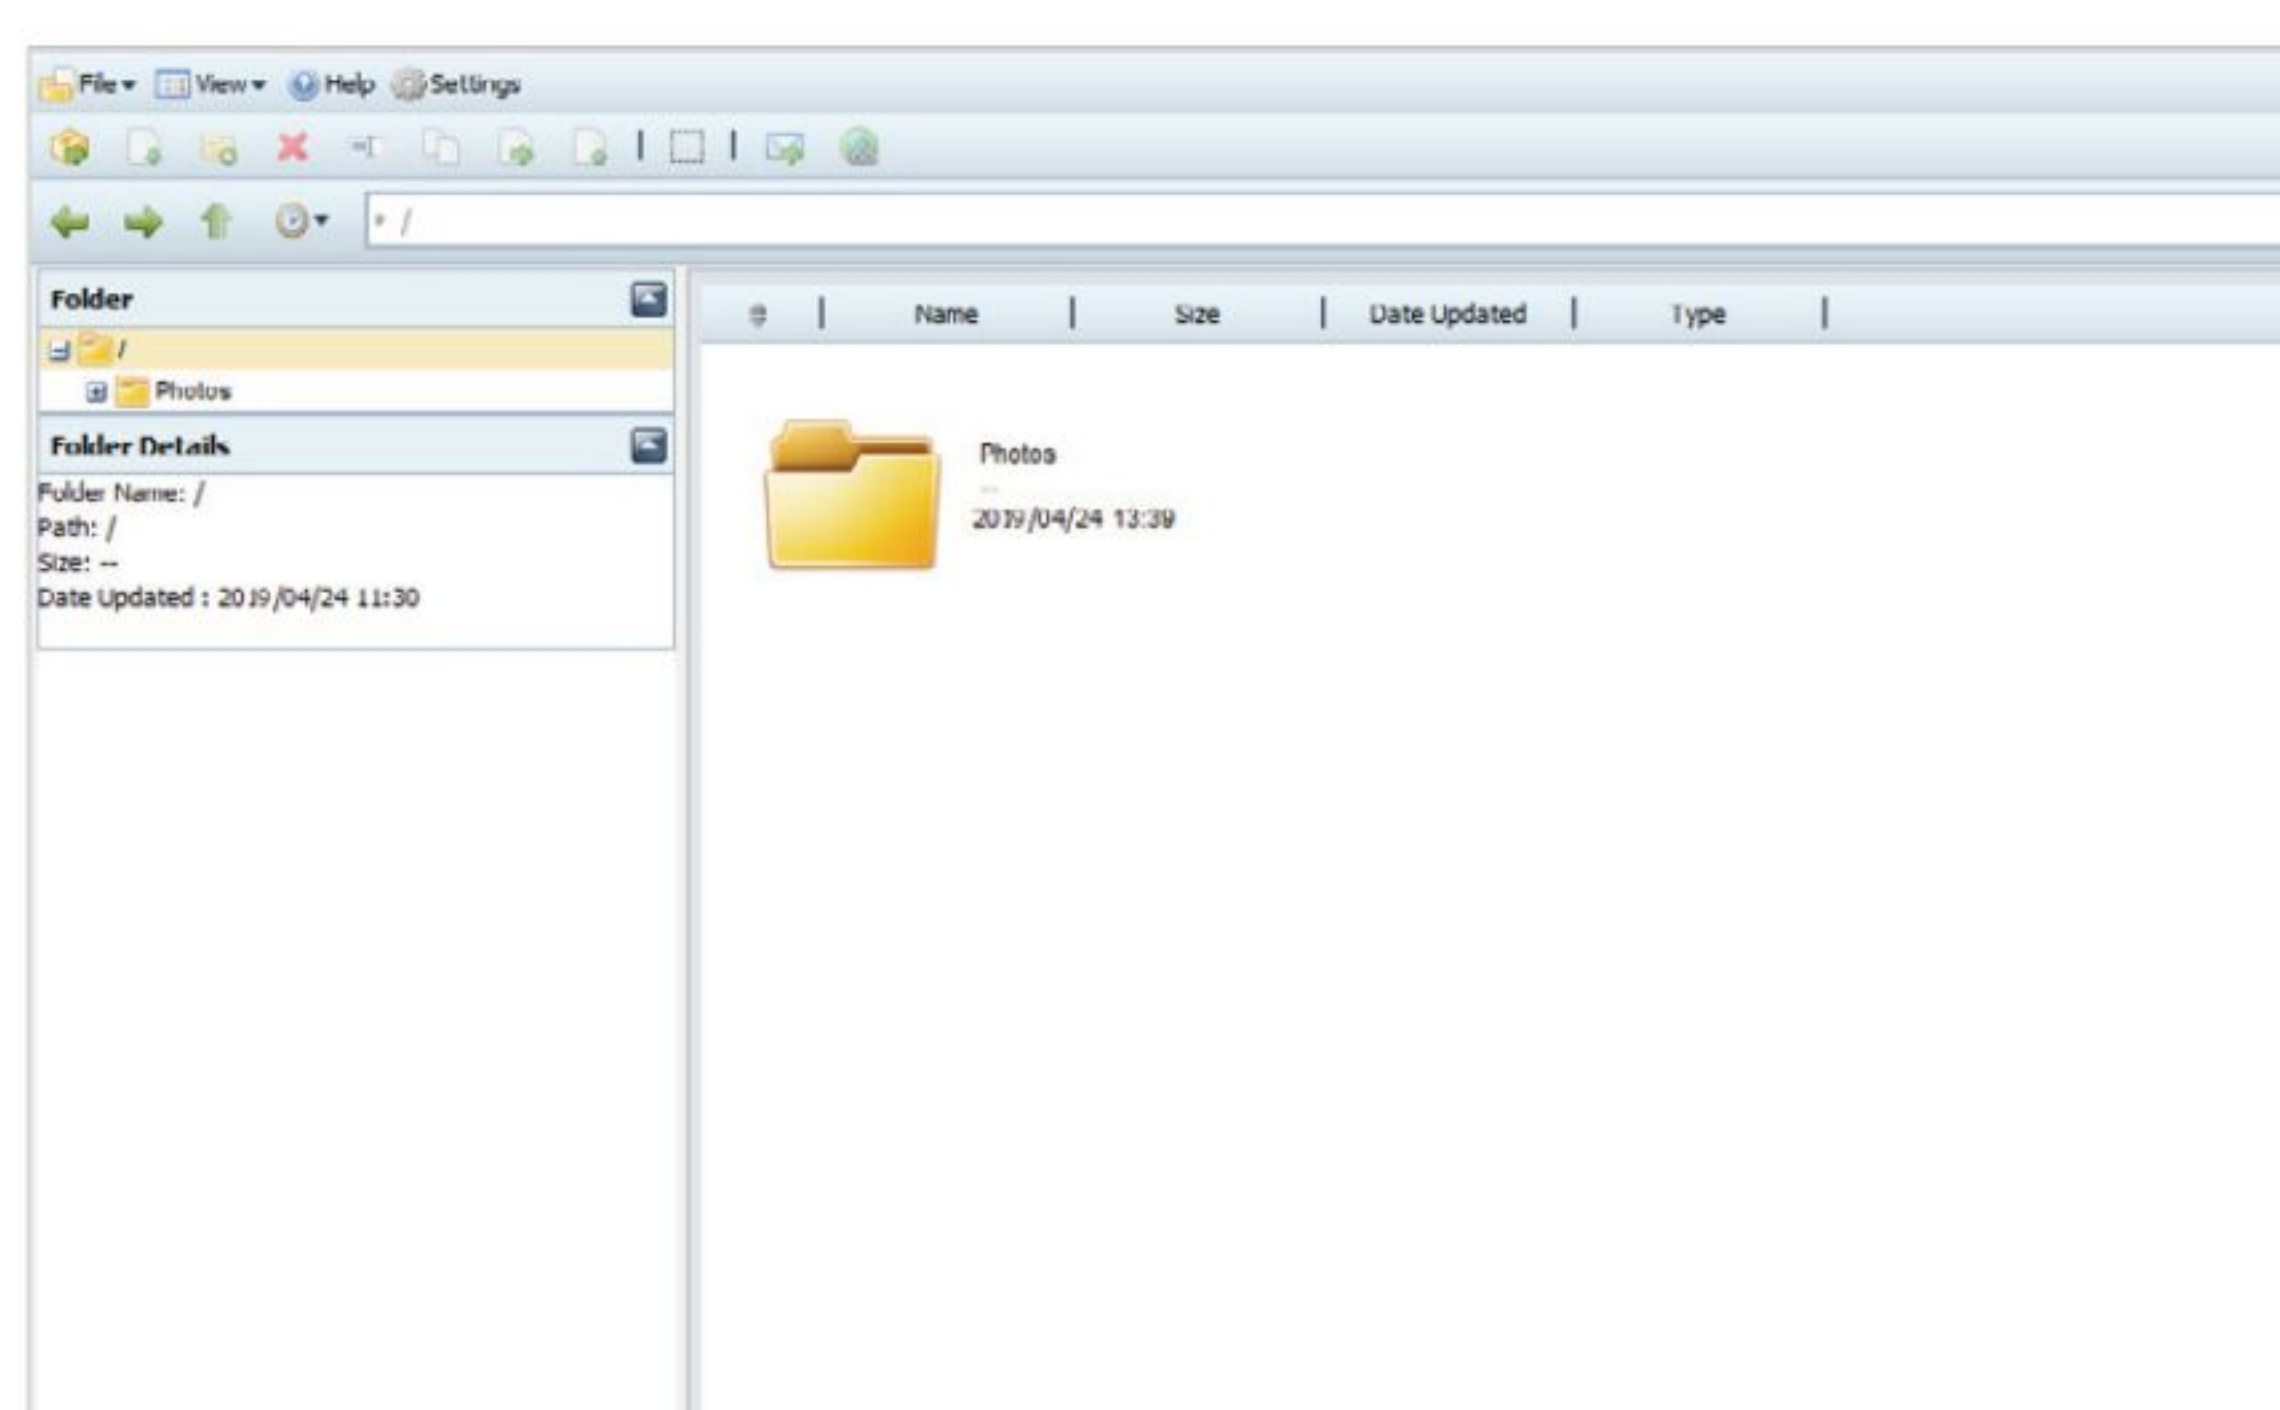 File View Help Settings
/
Folder
/
Photos
Folder Details
Folder Name: /
Path: /
Size: --
Date Updated : 2019/04/24 11:30
Name Size Date Updated Type
Photos
--
2019/04/24 13:39